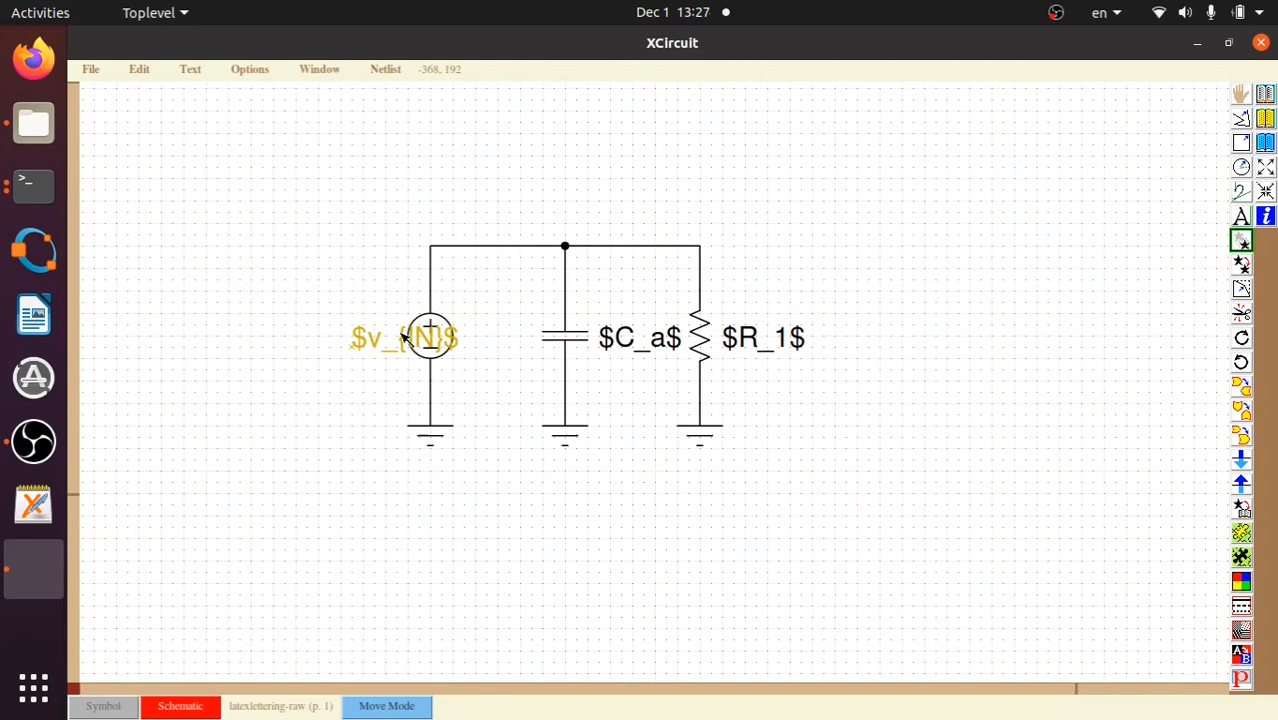 Activities Toplevel Dec 1 13:27 en
XCircuit
File Edit Text Options Window Netlist -368, 192
$v_{IN}$ $C_a$ $R_1$
Symbol Schematic latexlettering-raw (p. 1) Move Mode